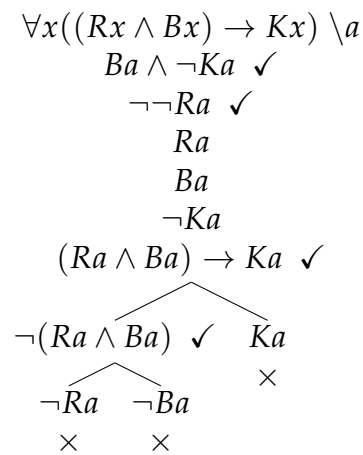 ∀x((Rx ∧ Bx) → Kx) \a
Ba ∧ ¬Ka ✓
¬¬Ra ✓
Ra
Ba
¬Ka
(Ra ∧ Ba) → Ka ✓
¬(Ra ∧ Ba) ✓ Ka
×
¬Ra ¬Ba
× ×